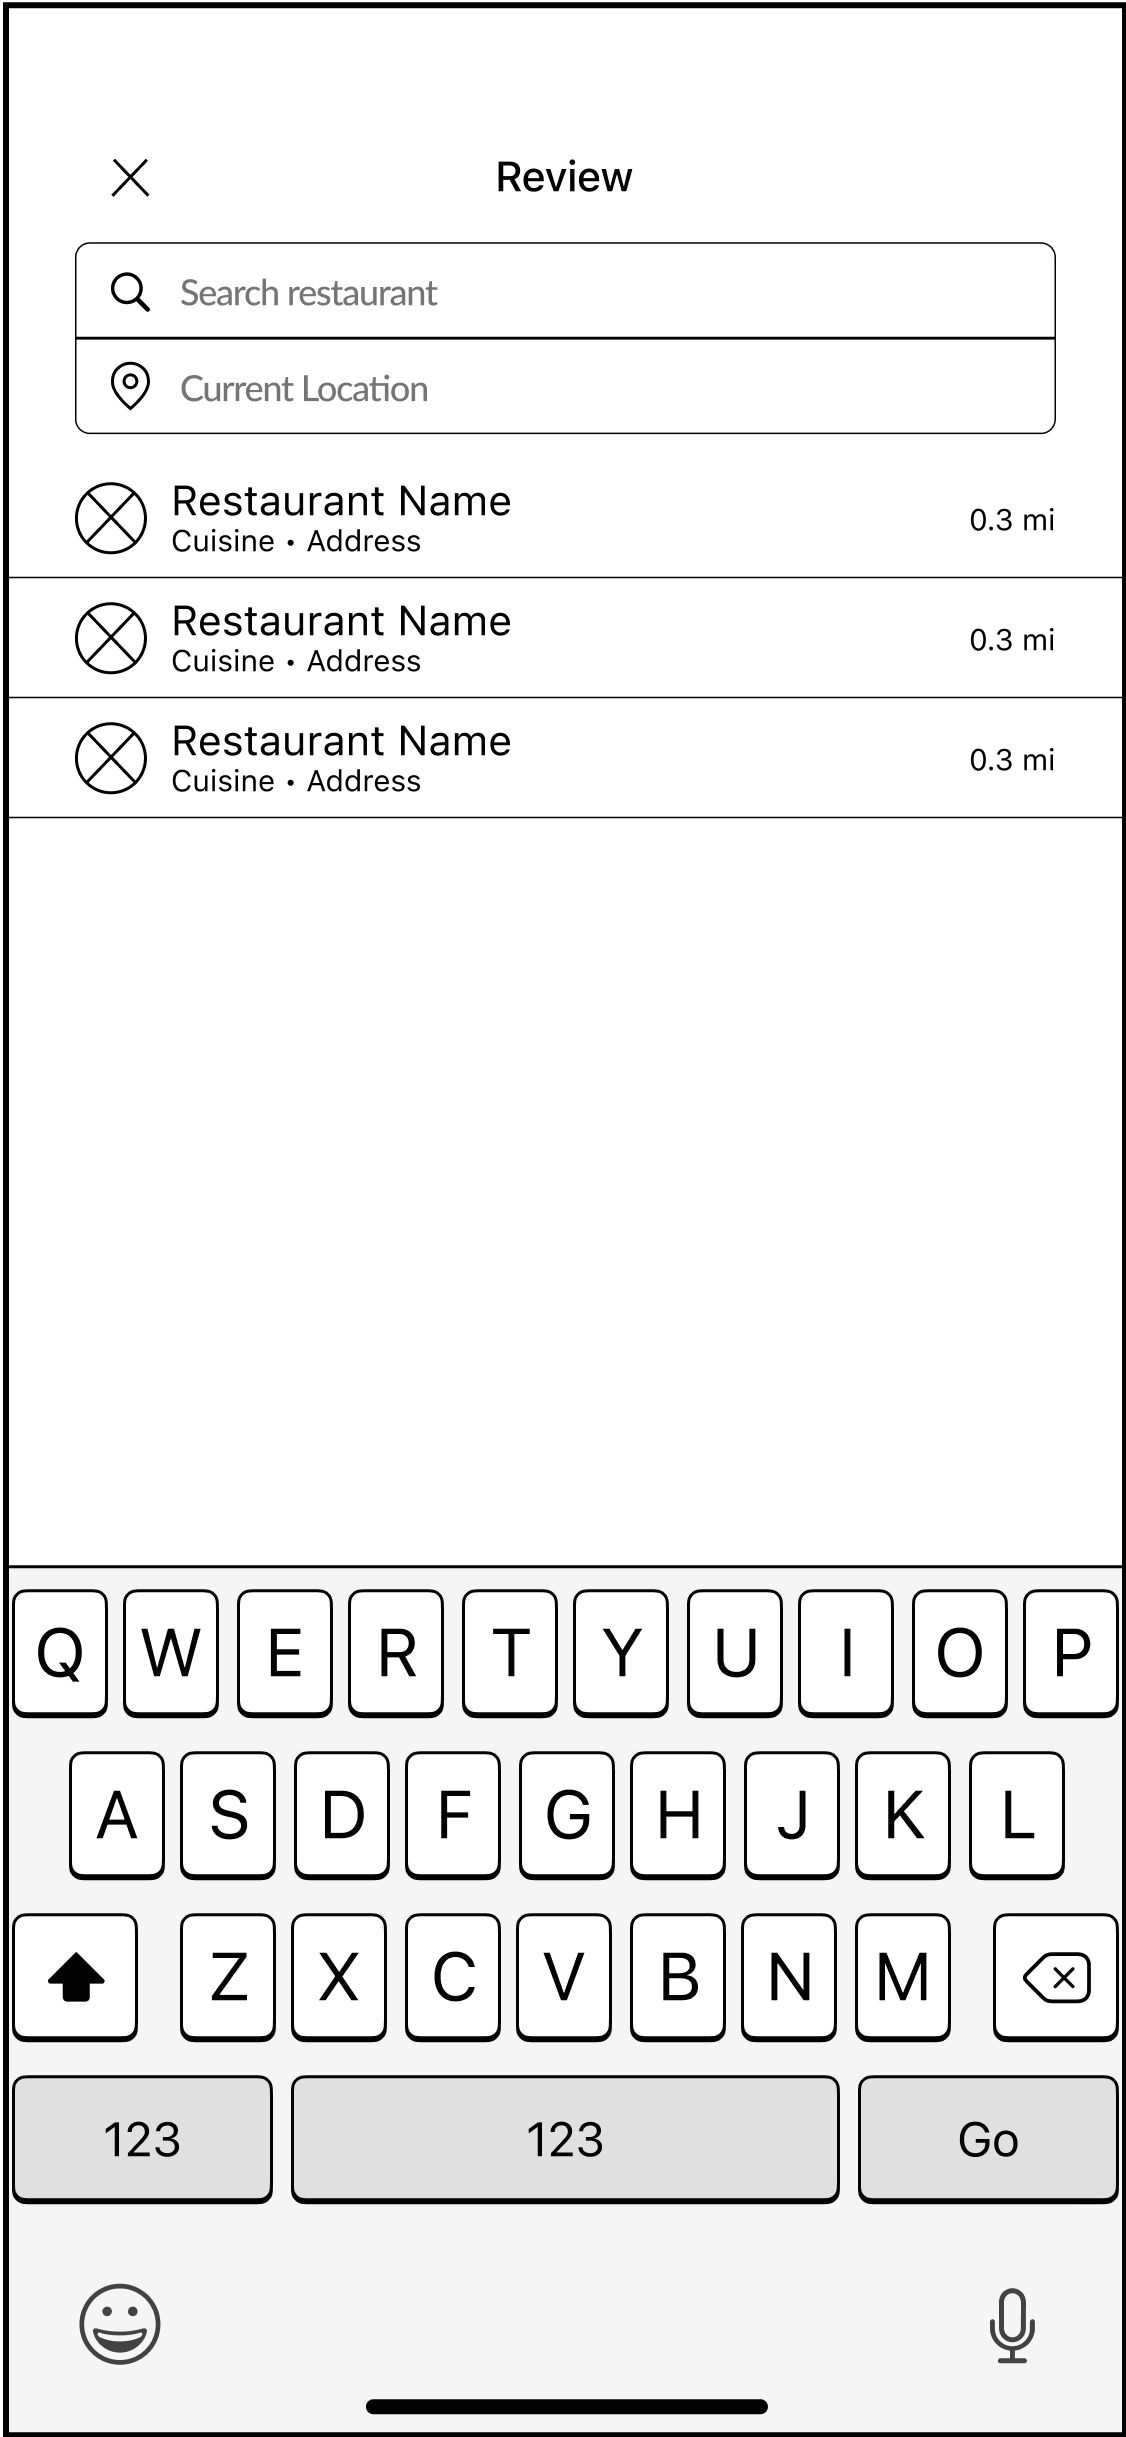 Review
Search restaurant
Current Location
Restaurant Name
Cuisine • Address
0.3 mi
Restaurant Name
Cuisine • Address
0.3 mi
Restaurant Name
Cuisine • Address
0.3 mi
Q W E R T Y U I O P
A S D F G H J K L
Z X C V B N M
123 123 Go